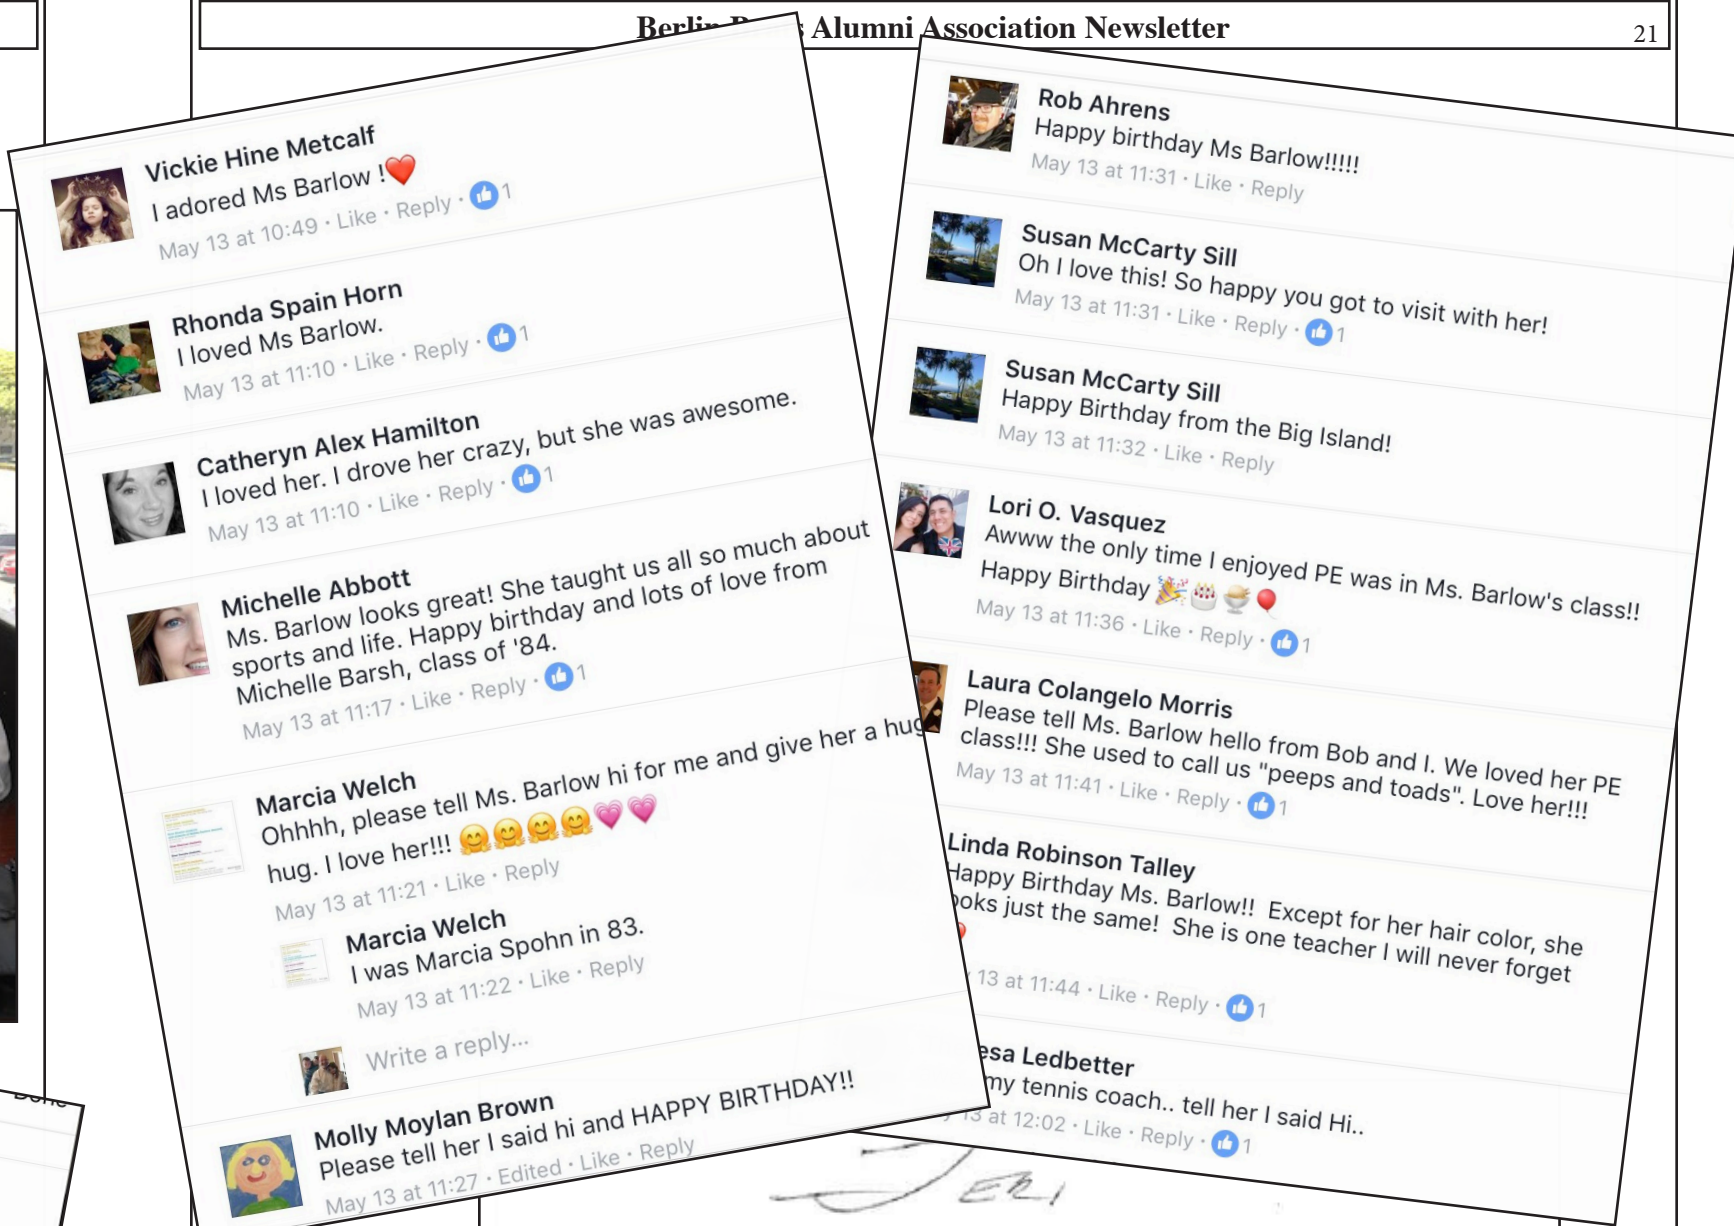 Berlin Alumni Association Newsletter
21
Vickie Hine Metcalf
I adored Ms Barlow !❤️
May 13 at 10:49 · Like · Reply · 1
Rhonda Spain Horn
I loved Ms Barlow.
May 13 at 11:10 · Like · Reply · 1
Catheryn Alex Hamilton
I loved her. I drove her crazy, but she was awesome.
May 13 at 11:10 · Like · Reply · 1
Michelle Abbott
Ms. Barlow looks great! She taught us all so much about
sports and life. Happy birthday and lots of love from
Michelle Barsh, class of '84.
May 13 at 11:17 · Like · Reply · 1
Marcia Welch
Ohhhh, please tell Ms. Barlow hi for me and give her a hug
hug. I love her!!! 🤗🤗🤗🤗💗💗
May 13 at 11:21 · Like · Reply
Marcia Welch
I was Marcia Spohn in 83.
May 13 at 11:22 · Like · Reply
Write a reply...
Molly Moylan Brown
Please tell her I said hi and HAPPY BIRTHDAY!!
May 13 at 11:27 · Edited · Like · Reply
Rob Ahrens
Happy birthday Ms Barlow!!!!!
May 13 at 11:31 · Like · Reply
Susan McCarty Sill
Oh I love this! So happy you got to visit with her!
May 13 at 11:31 · Like · Reply · 1
Susan McCarty Sill
Happy Birthday from the Big Island!
May 13 at 11:32 · Like · Reply
Lori O. Vasquez
Awww the only time I enjoyed PE was in Ms. Barlow's class!!
Happy Birthday 🎉🎂🍨🎈
May 13 at 11:36 · Like · Reply · 1
Laura Colangelo Morris
Please tell Ms. Barlow hello from Bob and I. We loved her PE
class!!! She used to call us "peeps and toads". Love her!!!
May 13 at 11:41 · Like · Reply · 1
Linda Robinson Talley
Happy Birthday Ms. Barlow!! Except for her hair color, she
ooks just the same! She is one teacher I will never forget
13 at 11:44 · Like · Reply · 1
esa Ledbetter
my tennis coach.. tell her I said Hi..
13 at 12:02 · Like · Reply · 1
JERI